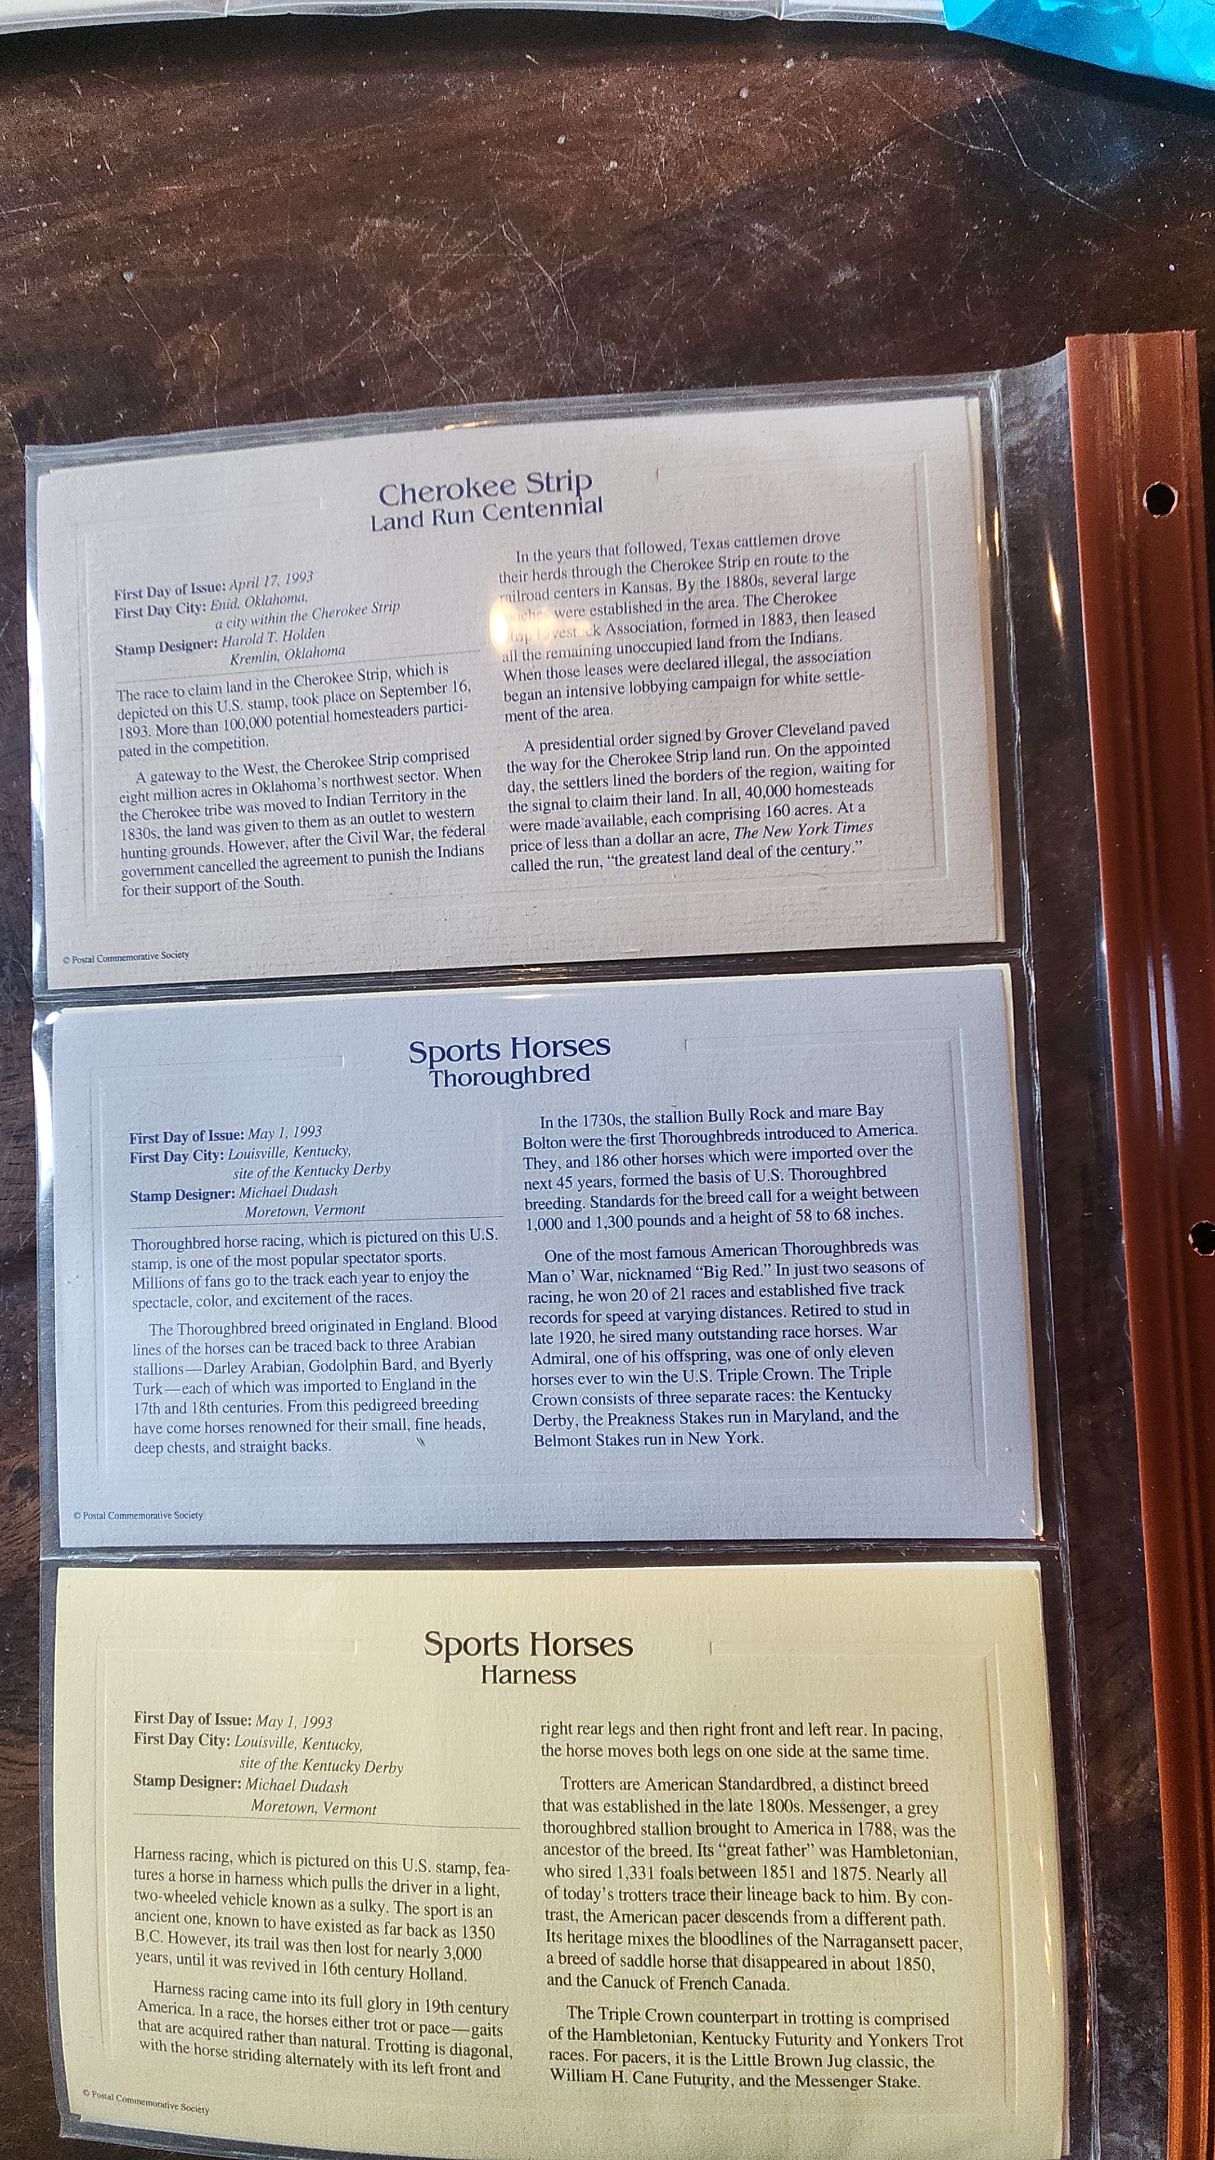 Cherokee Strip
Land Run Centennial
First Day of Issue: April 17, 1993
First Day City: Enid, Oklahoma,
a city within the Cherokee Strip
Stamp Designer: Harold T. Holden
Kremlin, Oklahoma
The race to claim land in the Cherokee Strip, which is
depicted on this U.S. stamp, took place on September 16,
1893. More than 100,000 potential homesteaders partici-
pated in the competition.
A gateway to the West, the Cherokee Strip comprised
eight million acres in Oklahoma's northwest sector. When
the Cherokee tribe was moved to Indian Territory in the
1830s, the land was given to them as an outlet to western
hunting grounds. However, after the Civil War, the federal
government cancelled the agreement to punish the Indians
for their support of the South.
In the years that followed, Texas cattlemen drove
their herds through the Cherokee Strip en route to the
railroad centers in Kansas. By the 1880s, several large
were established in the area. The Cherokee
Association, formed in 1883, then leased
all the remaining unoccupied land from the Indians.
When those leases were declared illegal, the association
began an intensive lobbying campaign for white settle-
ment of the area.
A presidential order signed by Grover Cleveland paved
the way for the Cherokee Strip land run. On the appointed
day, the settlers lined the borders of the region, waiting for
the signal to claim their land. In all, 40,000 homesteads
were made available, each comprising 160 acres. At a
price of less than a dollar an acre, The New York Times
called the run, “the greatest land deal of the century.”
© Postal Commemorative Society
Sports Horses
Thoroughbred
First Day of Issue: May 1, 1993
First Day City: Louisville, Kentucky,
site of the Kentucky Derby
Stamp Designer: Michael Dudash
Moretown, Vermont
Thoroughbred horse racing, which is pictured on this U.S.
stamp, is one of the most popular spectator sports.
Millions of fans go to the track each year to enjoy the
spectacle, color, and excitement of the races.
The Thoroughbred breed originated in England. Blood
lines of the horses can be traced back to three Arabian
stallions—Darley Arabian, Godolphin Bard, and Byerly
Turk—each of which was imported to England in the
17th and 18th centuries. From this pedigreed breeding
have come horses renowned for their small, fine heads,
deep chests, and straight backs.
In the 1730s, the stallion Bully Rock and mare Bay
Bolton were the first Thoroughbreds introduced to America.
They, and 186 other horses which were imported over the
next 45 years, formed the basis of U.S. Thoroughbred
breeding. Standards for the breed call for a weight between
1,000 and 1,300 pounds and a height of 58 to 68 inches.
One of the most famous American Thoroughbreds was
Man o' War, nicknamed “Big Red.” In just two seasons of
racing, he won 20 of 21 races and established five track
records for speed at varying distances. Retired to stud in
late 1920, he sired many outstanding race horses. War
Admiral, one of his offspring, was one of only eleven
horses ever to win the U.S. Triple Crown. The Triple
Crown consists of three separate races: the Kentucky
Derby, the Preakness Stakes run in Maryland, and the
Belmont Stakes run in New York.
© Postal Commemorative Society
Sports Horses
Harness
First Day of Issue: May 1, 1993
First Day City: Louisville, Kentucky,
site of the Kentucky Derby
Stamp Designer: Michael Dudash
Moretown, Vermont
Harness racing, which is pictured on this U.S. stamp, fea-
tures a horse in harness which pulls the driver in a light,
two-wheeled vehicle known as a sulky. The sport is an
ancient one, known to have existed as far back as 1350
B.C. However, its trail was then lost for nearly 3,000
years, until it was revived in 16th century Holland.
Harness racing came into its full glory in 19th century
America. In a race, the horses either trot or pace—gaits
that are acquired rather than natural. Trotting is diagonal,
with the horse striding alternately with its left front and
right rear legs and then right front and left rear. In pacing,
the horse moves both legs on one side at the same time.
Trotters are American Standardbred, a distinct breed
that was established in the late 1800s. Messenger, a grey
thoroughbred stallion brought to America in 1788, was the
ancestor of the breed. Its “great father” was Hambletonian,
who sired 1,331 foals between 1851 and 1875. Nearly all
of today's trotters trace their lineage back to him. By con-
trast, the American pacer descends from a different path.
Its heritage mixes the bloodlines of the Narragansett pacer,
a breed of saddle horse that disappeared in about 1850,
and the Canuck of French Canada.
The Triple Crown counterpart in trotting is comprised
of the Hambletonian, Kentucky Futurity and Yonkers Trot
races. For pacers, it is the Little Brown Jug classic, the
William H. Cane Futurity, and the Messenger Stake.
© Postal Commemorative Society